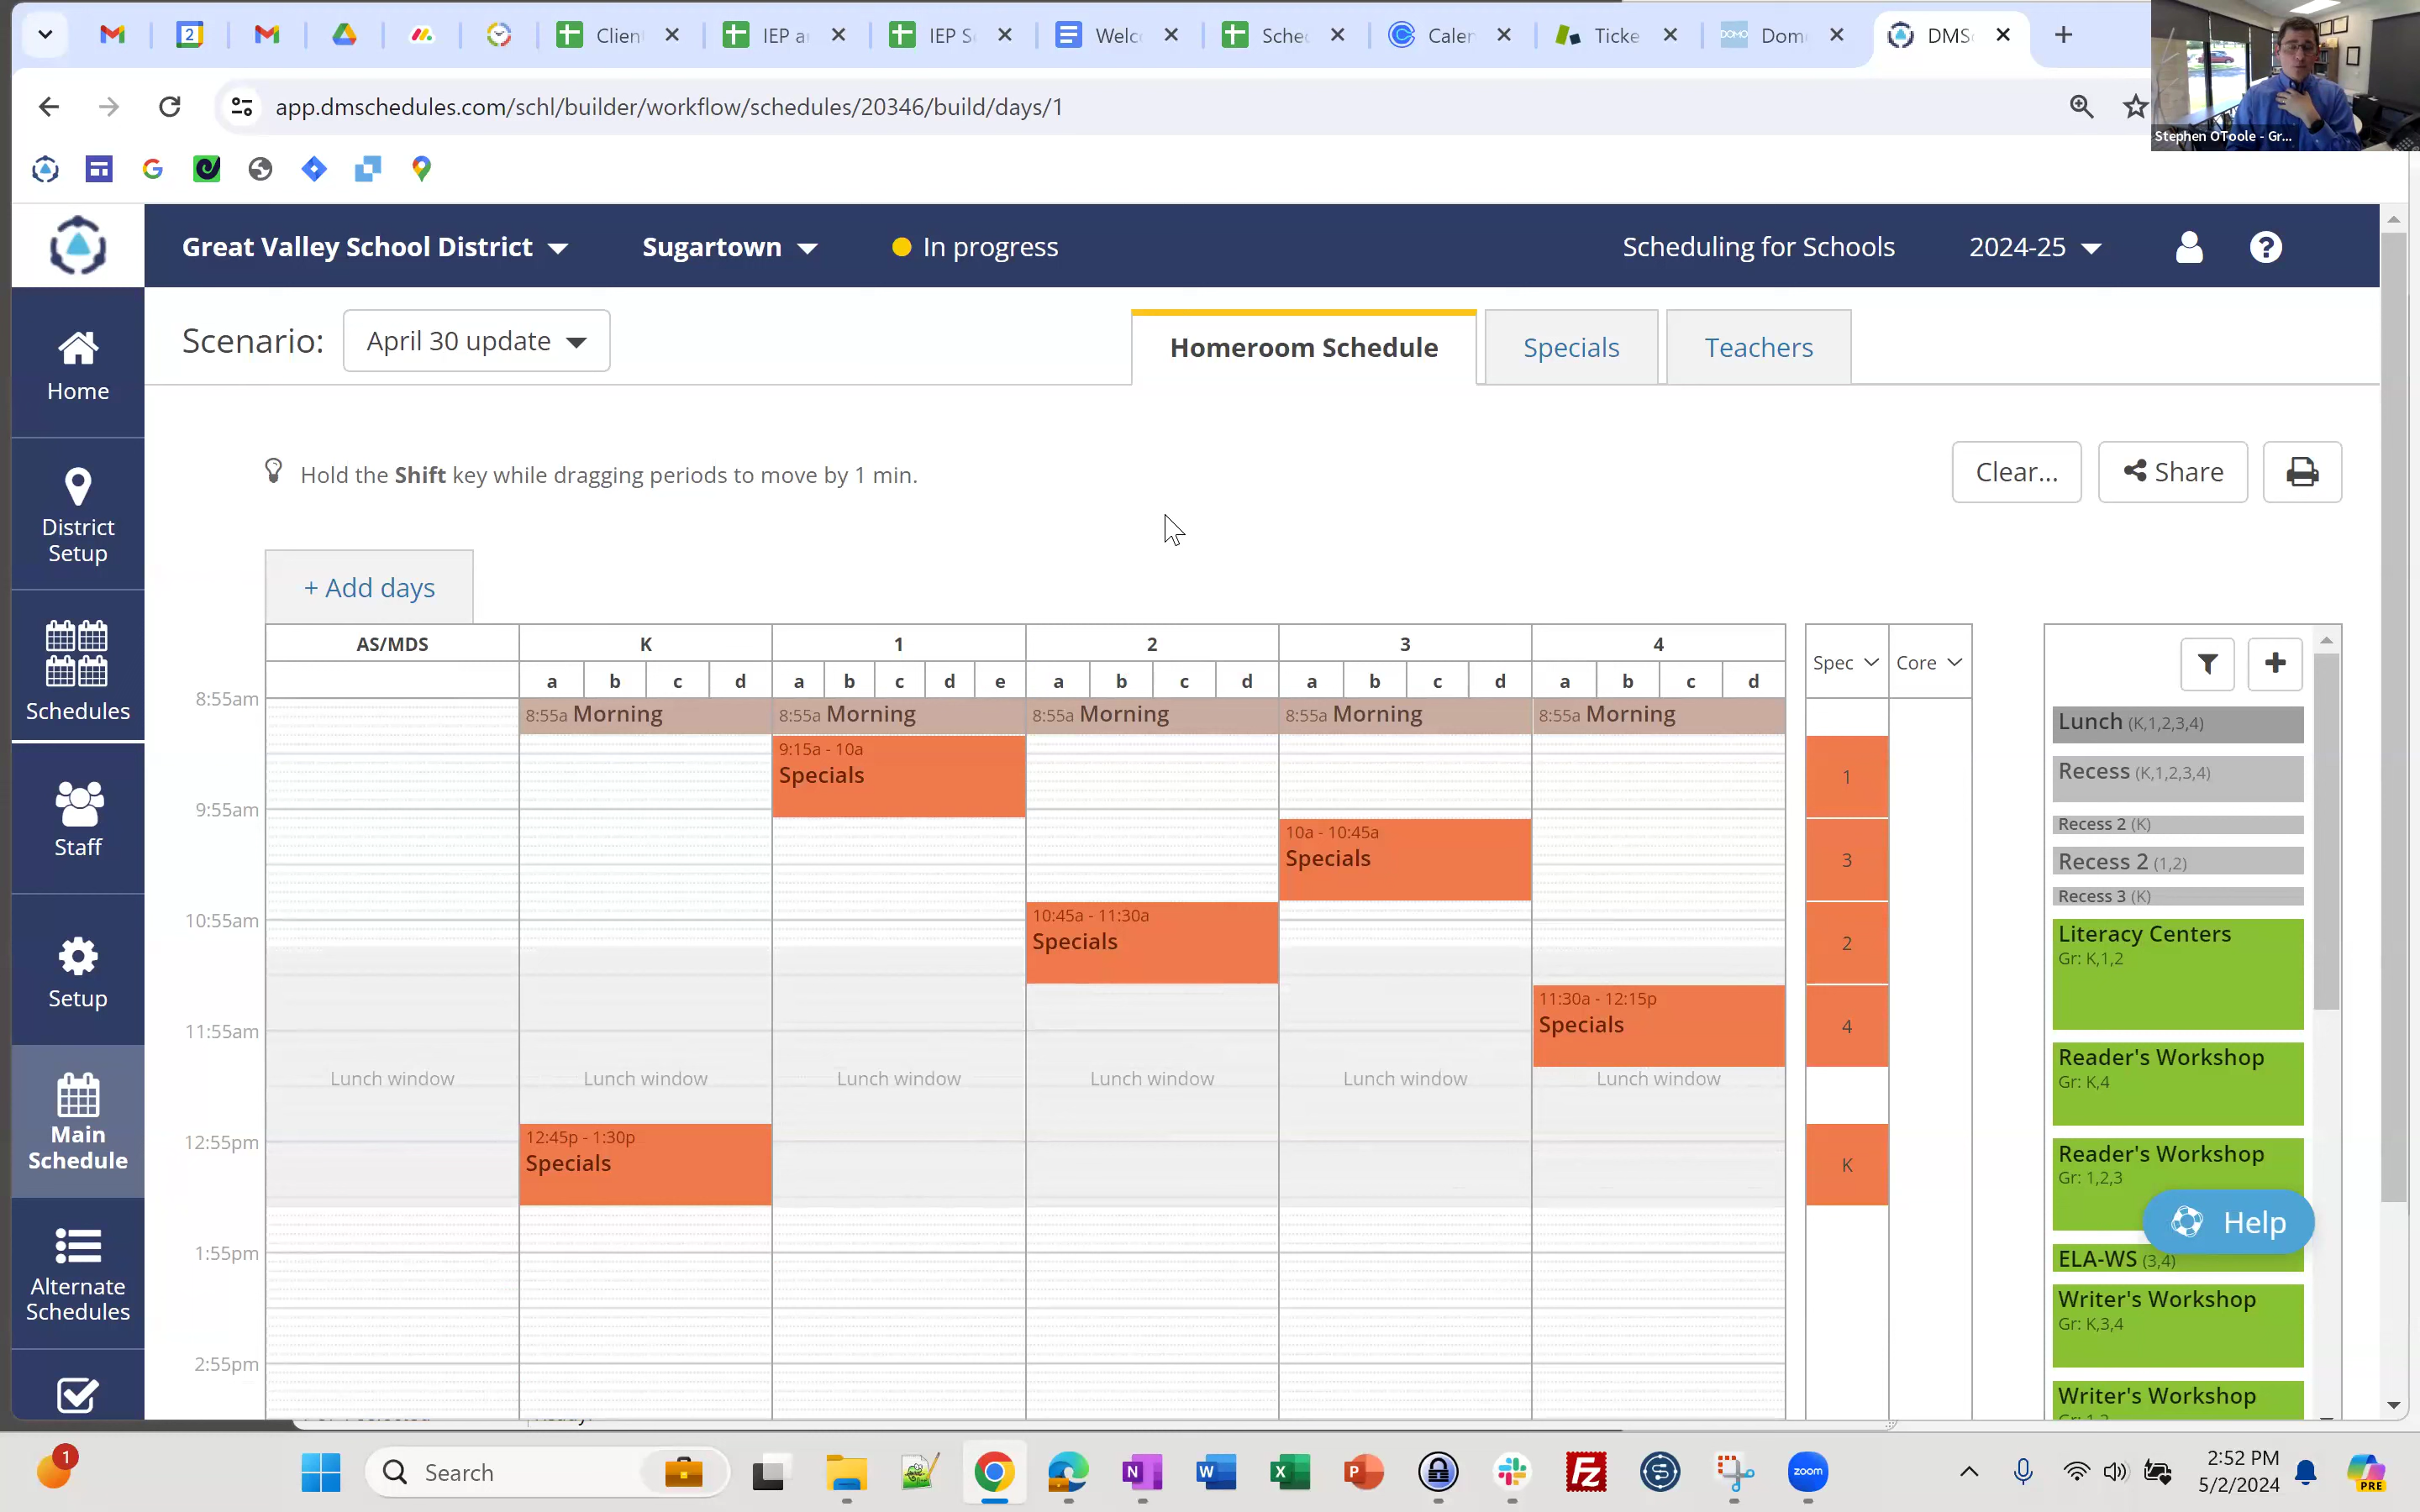 Clien
IEP a
IEP S
Welc
Sche
Caler
Ticke
Dom
DMS
app.dmschedules.com/schl/builder/workflow/schedules/20346/build/days/1
Stephen OToole - Gr...
Great Valley School District
Sugartown
In progress
Scheduling for Schools
2024-25
Scenario:
April 30 update
Homeroom Schedule
Specials
Teachers
Home
District
Setup
Schedules
Staff
Setup
Main
Schedule
Alternate
Schedules
Hold the Shift key while dragging periods to move by 1 min.
Clear...
Share
+ Add days
AS/MDS
K
1
2
3
4
a b c d
a b c d e
a b c d
a b c d
a b c d
Spec
Core
8:55am
8:55a Morning
8:55a Morning
8:55a Morning
8:55a Morning
8:55a Morning
9:15a - 10a
Specials
1
9:55am
10a - 10:45a
Specials
3
10:55am
10:45a - 11:30a
Specials
2
11:55am
11:30a - 12:15p
Specials
4
Lunch window
Lunch window
Lunch window
Lunch window
Lunch window
Lunch window
12:55pm
12:45p - 1:30p
Specials
K
1:55pm
2:55pm
Lunch (K,1,2,3,4)
Recess (K,1,2,3,4)
Recess 2 (K)
Recess 2 (1,2)
Recess 3 (K)
Literacy Centers
Gr: K,1,2
Reader's Workshop
Gr: K,4
Reader's Workshop
Gr: 1,2,3
ELA-WS (3,4)
Writer's Workshop
Gr: K,3,4
Writer's Workshop
Help
1
Search
zoom
2:52 PM
5/2/2024
PRE